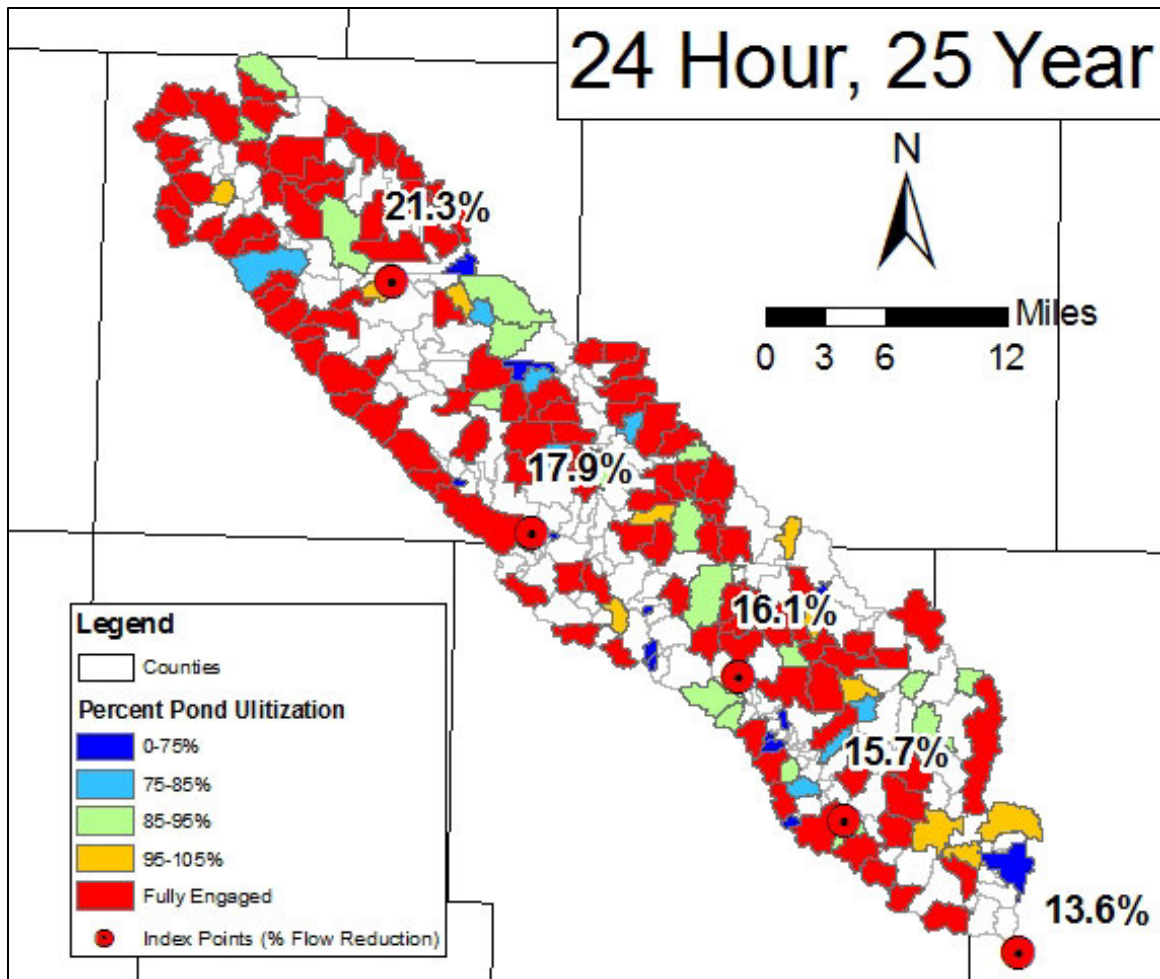 24 Hour, 25 Year
N
Miles
0 3 6 12
21.3%
17.9%
16.1%
15.7%
13.6%
Legend
Counties
Percent Pond Ulitization
0-75%
75-85%
85-95%
95-105%
Fully Engaged
Index Points (% Flow Reduction)